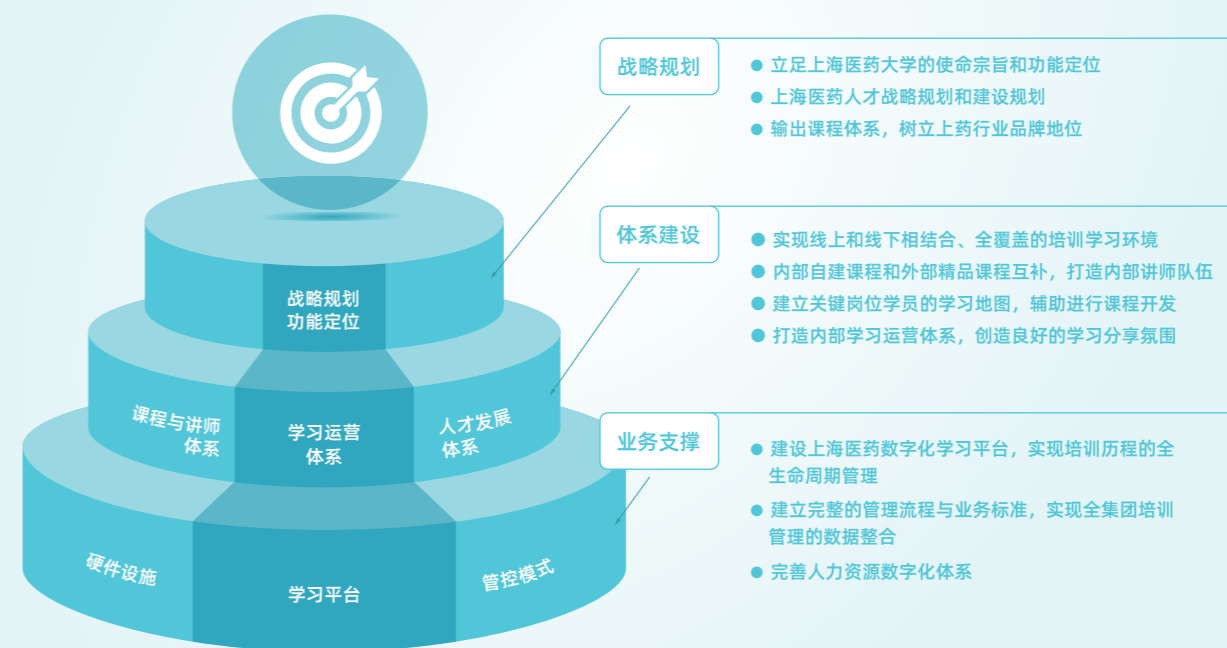 战略规划
功能定位
课程与讲师
体系
学习运营
体系
人才发展
体系
硬件设施
学习平台
管控模式
战略规划
● 立足上海医药大学的使命宗旨和功能定位
● 上海医药人才战略规划和建设规划
● 输出课程体系，树立上药行业品牌地位
体系建设
● 实现线上和线下相结合、全覆盖的培训学习环境
● 内部自建课程和外部精品课程互补，打造内部讲师队伍
● 建立关键岗位学员的学习地图，辅助进行课程开发
● 打造内部学习运营体系，创造良好的学习分享氛围
业务支撑
● 建设上海医药数字化学习平台，实现培训历程的全
生命周期管理
● 建立完整的管理流程与业务标准，实现全集团培训
管理的数据整合
● 完善人力资源数字化体系